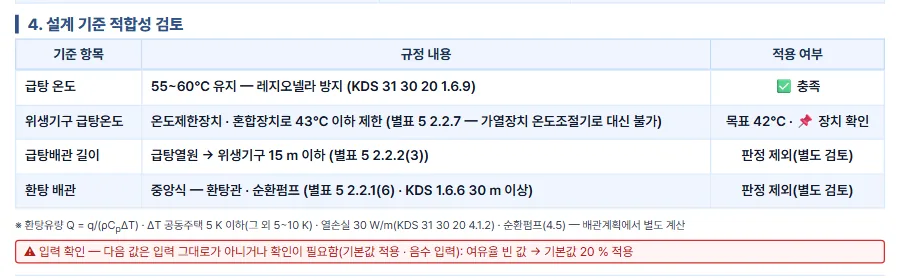 4. 설계 기준 적합성 검토
기준 항목 규정 내용 적용 여부
급탕 온도 55~60°C 유지 — 레지오넬라 방지 (KDS 31 30 20 1.6.9) ✅ 충족
위생기구 급탕온도 온도제한장치 · 혼합장치로 43°C 이하 제한 (별표 5 2.2.7 — 가열장치 온도조절기로 대신 불가) 목표 42°C · 📌 장치 확인
급탕배관 길이 급탕열원 → 위생기구 15 m 이하 (별표 5 2.2.2(3)) 판정 제외(별도 검토)
환탕 배관 중앙식 — 환탕관 · 순환펌프 (별표 5 2.2.1(6) · KDS 1.6.6 30 m 이상) 판정 제외(별도 검토)
※ 환탕유량 Q = q/(ρCpΔT) · ΔT 공동주택 5 K 이하(그 외 5~10 K) · 열손실 30 W/m(KDS 31 30 20 4.1.2) · 순환펌프(4.5) — 배관계획에서 별도 계산
⚠ 입력 확인 — 다음 값은 입력 그대로가 아니거나 확인이 필요함(기본값 적용 · 음수 입력): 여유율 빈 값 → 기본값 20 % 적용